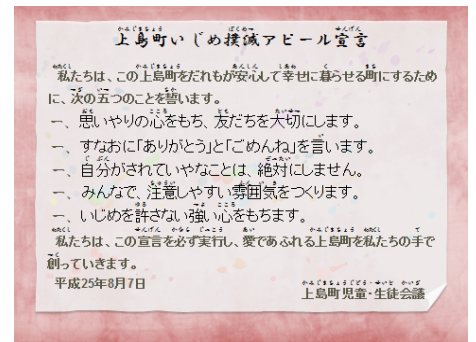 上島町いじめ撲滅アピール宣言
私たちは、この上島町をだれもが安心して幸せに暮らせる町にするため
に、次の五つのことを誓います。
一、思いやりの心をもち、友だちを大切にします。
一、すなおに「ありがとう」と「ごめんね」を言います。
一、自分がされていやなことは、絶対にしません。
一、みんなで、注意しやすい雰囲気をつくります。
一、いじめを許さない強い心をもちます。
私たちは、この宣言を必ず実行し、愛であふれる上島町を私たちの手で
創っていきます。
平成25年8月7日
上島町児童・生徒会議